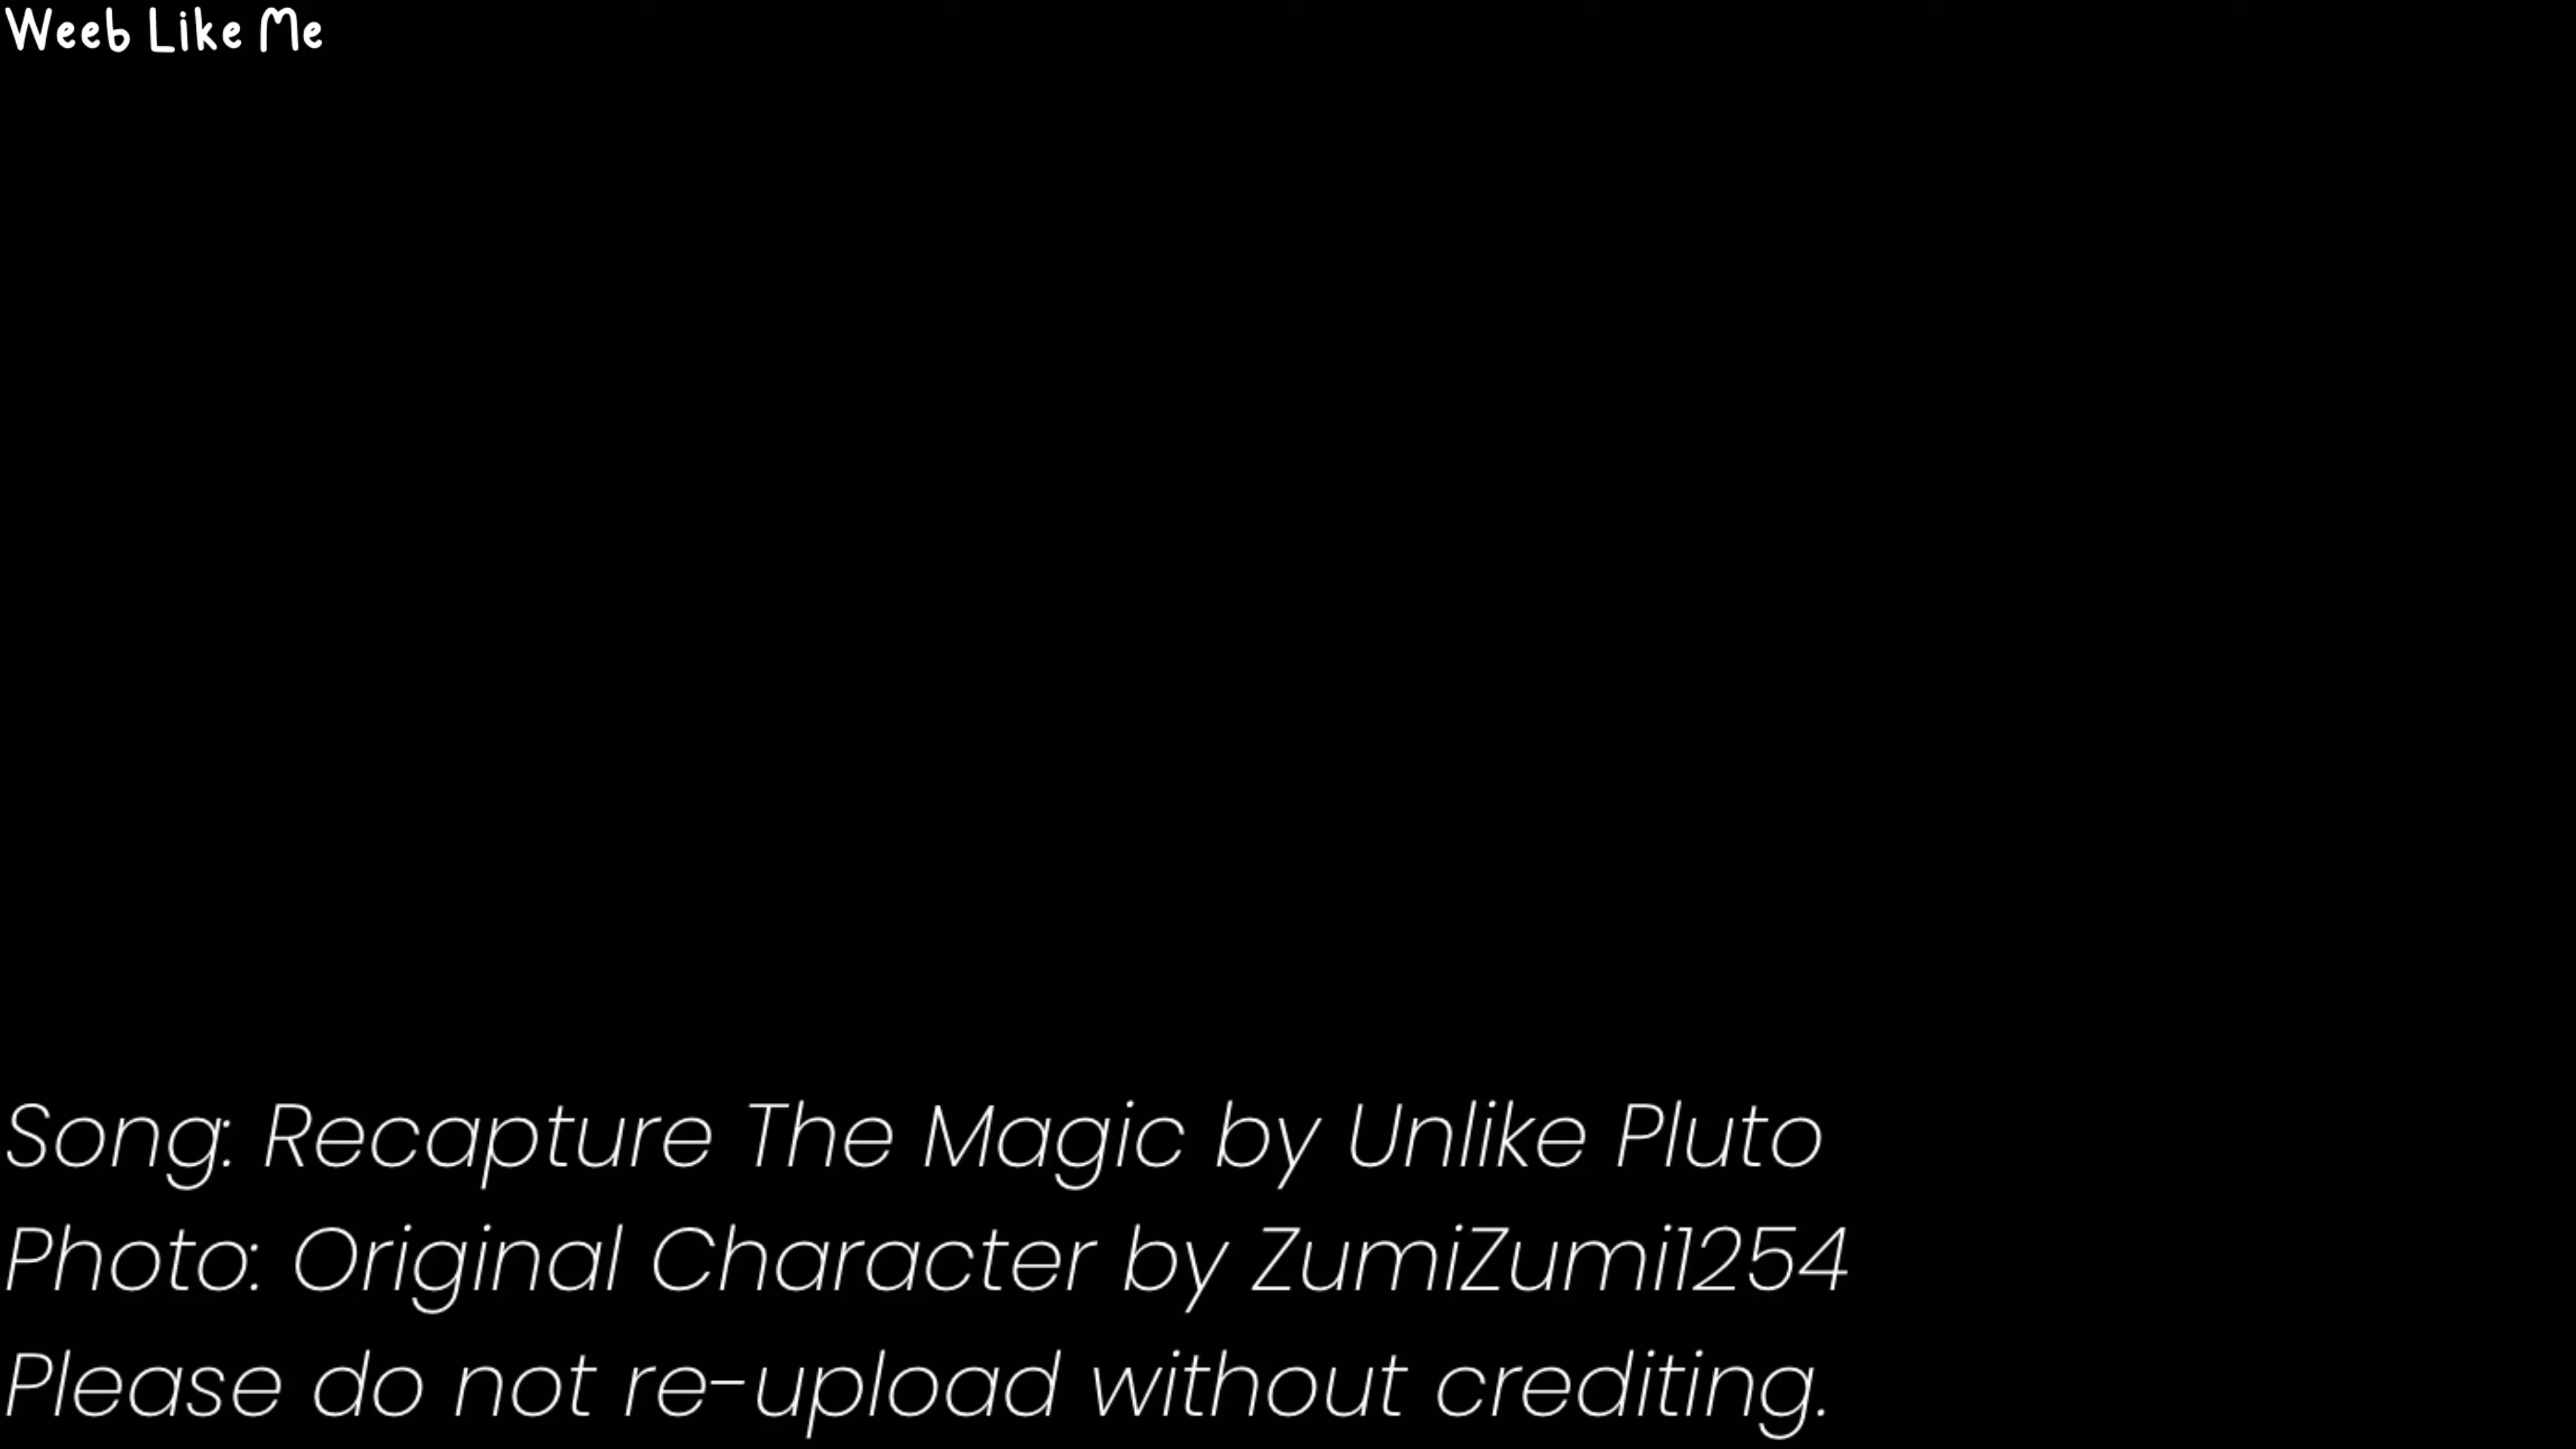 Weeb Like Me
Song: Recapture The Magic by Unlike Pluto
Photo: Original Character by ZumiZumi1254
Please do not re-upload without crediting.